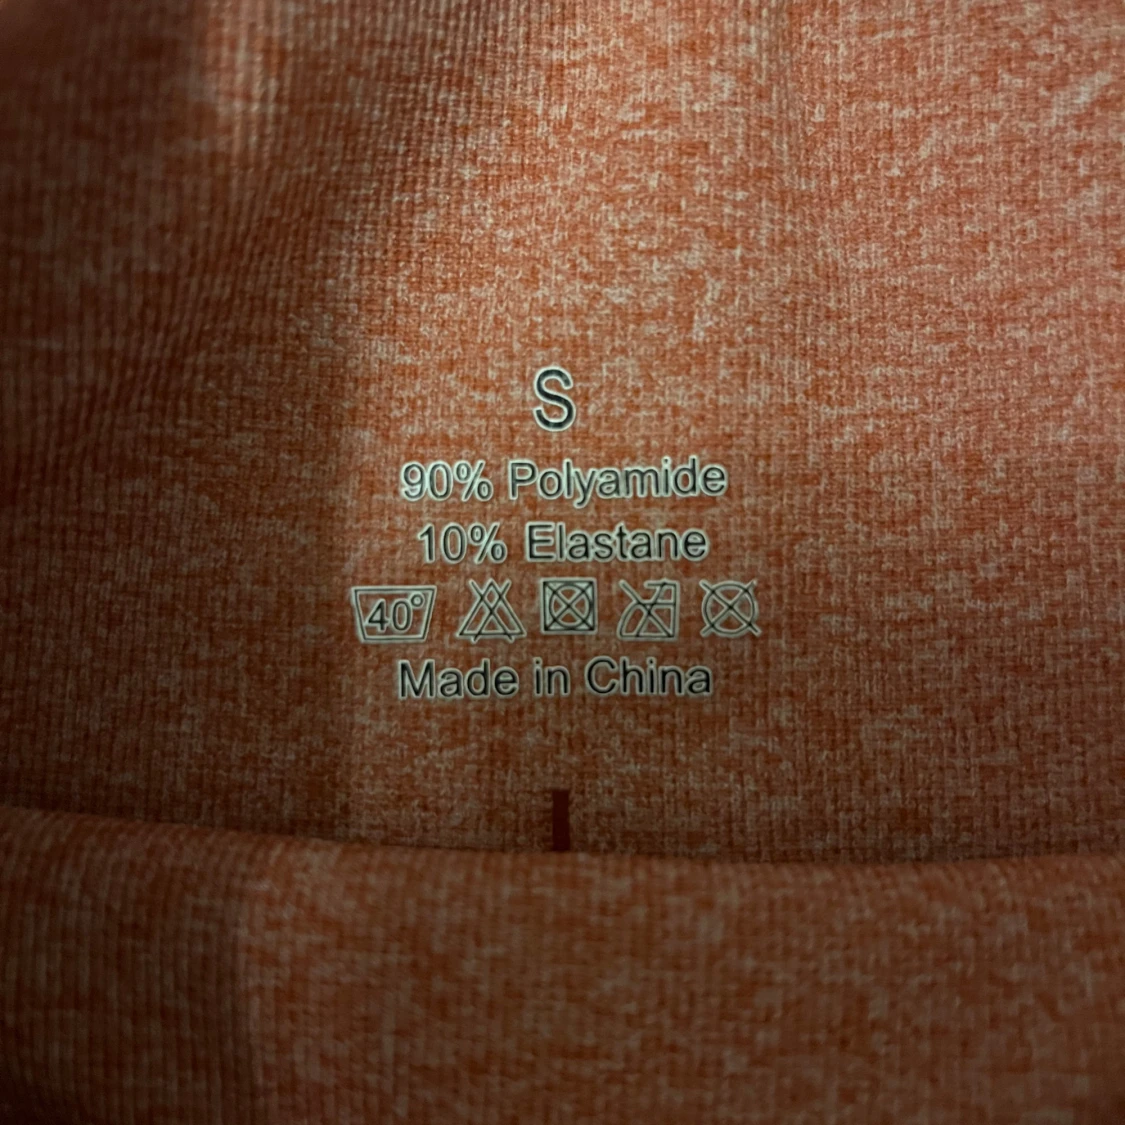 S
90% Polyamide
10% Elastane
40°
Made in China